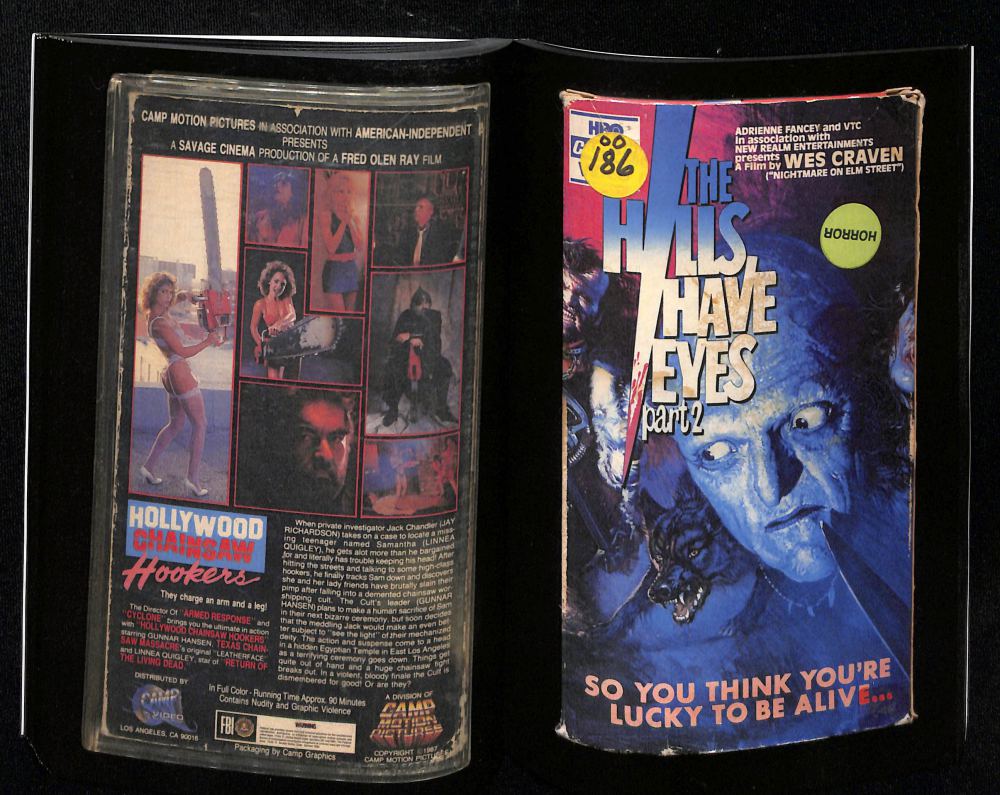 CAMP MOTION PICTURES IN ASSOCIATION WITH AMERICAN-INDEPENDENT
PRESENTS
A SAVAGE CINEMA PRODUCTION OF A FRED OLEN RAY FILM
HOLLYWOOD
CHAINSAW
Hookers
They charge an arm and a leg!
The Director Of "ARMED RESPONSE" and
"CYCLONE" brings you the ultimate in action
with "HOLLYWOOD CHAINSAW HOOKERS"
starring GUNNAR HANSEN, TEXAS CHAIN-
SAW MASSACRE's original "LEATHERFACE"
and LINNEA QUIGLEY, star of "RETURN OF
THE LIVING DEAD."
DISTRIBUTED BY
CAMP
VIDEO
LOS ANGELES, CA 90016
When private investigator Jack Chandler (JAY
RICHARDSON) takes on a case to locate a miss-
ing teenager named Samantha (LINNEA
QUIGLEY), he gets alot more than he bargained
for and literally has trouble keeping his head! After
hitting the streets and talking to some high-class
hookers, he finally tracks Sam down and discovers
she and her lady friends have brutally slain their
pimp after falling into a demented chainsaw wor-
shipping cult. The Cult's leader (GUNNAR
HANSEN) plans to make a human sacrifice of Sam
in their next bizarre ceremony, but soon decides
that the meddling Jack would make an even bet-
ter subject to "see the light" of their mechanized
deity. The action and suspense come to a head
in a hidden Egyptian Temple in East Los Angeles
as a terrifying ceremony goes down. Things get
quite out of hand and a huge chainsaw fight
breaks out. In a violent, bloody finale the Cult is
dismembered for good! Or are they?
In Full Color - Running Time Approx. 90 Minutes
Contains Nudity and Graphic Violence
FBI
WARNING
Packaging by Camp Graphics
A DIVISION OF
CAMP
MOTION
PICTURES
COPYRIGHT © 1987
CAMP MOTION PICTURES
HBO
00
186
ADRIENNE FANCEY and VTC
in association with
NEW REALM ENTERTAINMENTS
presents
A Film by WES CRAVEN
("NIGHTMARE ON ELM STREET")
HORROR
THE
HILLS
HAVE
EYES
part 2
SO YOU THINK YOU'RE
LUCKY TO BE ALIVE...